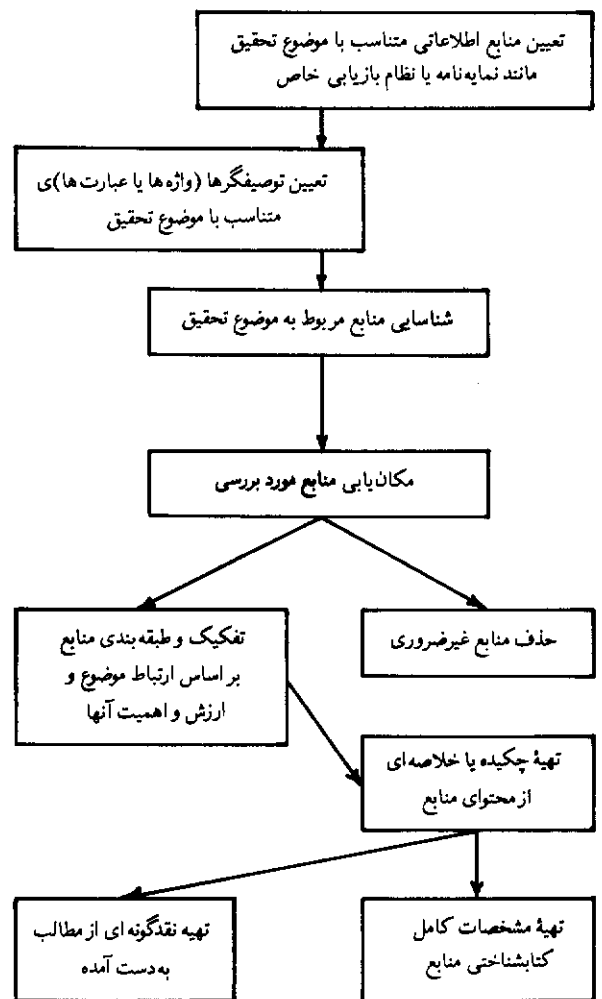 تعیین منابع اطلاعاتی متناسب با موضوع تحقیق
مانند نمایه‌نامه یا نظام بازیابی خاص
تعیین توصیفگرها (واژه‌ها یا عبارت‌ها)ی
متناسب با موضوع تحقیق
شناسایی منابع مربوط به موضوع تحقیق
مکان‌یابی منابع مورد بررسی
حذف منابع غیرضروری
تفکیک و طبقه‌بندی منابع
بر اساس ارتباط موضوع و
ارزش و اهمیت آنها
تهیهٔ چکیده یا خلاصه‌ای
از محتوای منابع
تهیهٔ مشخصات کامل
کتابشناختی منابع
تهیه نقدگونه‌ای از مطالب
به‌دست آمده